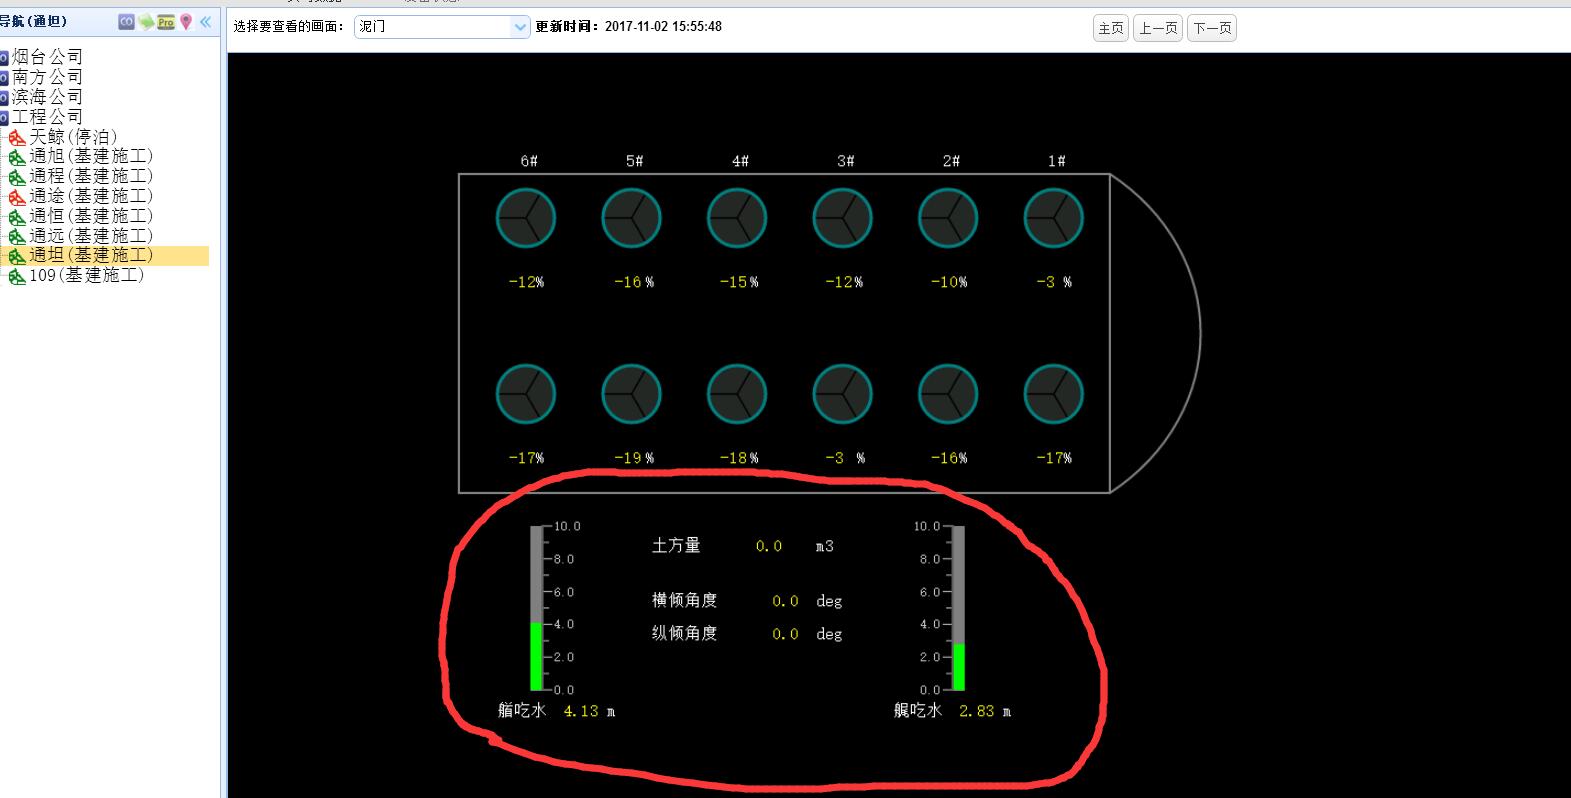 导航(通坦)
CO
Pro
选择要查看的画面：
泥门
更新时间：2017-11-02 15:55:48
主页
上一页
下一页
烟台公司
南方公司
滨海公司
工程公司
天鲸(停泊)
通旭(基建施工)
通程(基建施工)
通途(基建施工)
通恒(基建施工)
通远(基建施工)
通坦(基建施工)
109(基建施工)
6# 5# 4# 3# 2# 1#
-12% -16 % -15% -12% -10% -3 %
-17% -19 % -18% -3 % -16% -17%
10.0
8.0
6.0
4.0
2.0
0.0
艏吃水 4.13 m
土方量 0.0 m3
横倾角度 0.0 deg
纵倾角度 0.0 deg
10.0
8.0
6.0
4.0
2.0
0.0
艉吃水 2.83 m